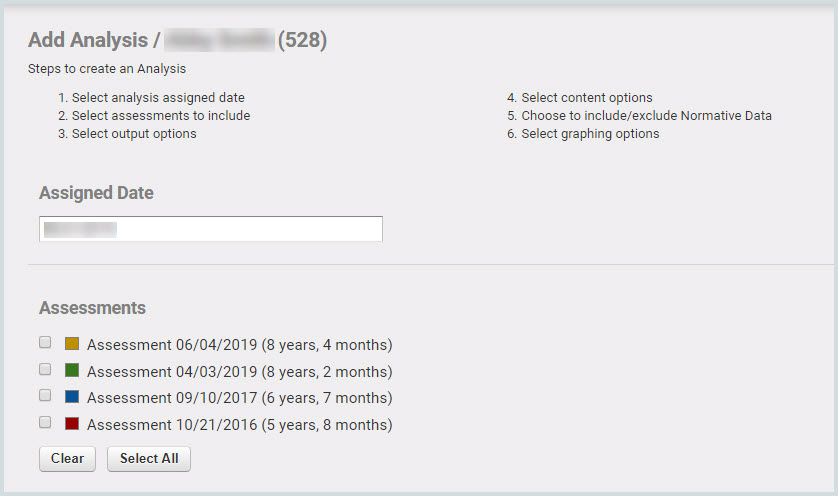 Add Analysis / (528)
Steps to create an Analysis
1. Select analysis assigned date
2. Select assessments to include
3. Select output options
4. Select content options
5. Choose to include/exclude Normative Data
6. Select graphing options
Assigned Date
Assessments
Assessment 06/04/2019 (8 years, 4 months)
Assessment 04/03/2019 (8 years, 2 months)
Assessment 09/10/2017 (6 years, 7 months)
Assessment 10/21/2016 (5 years, 8 months)
Clear Select All